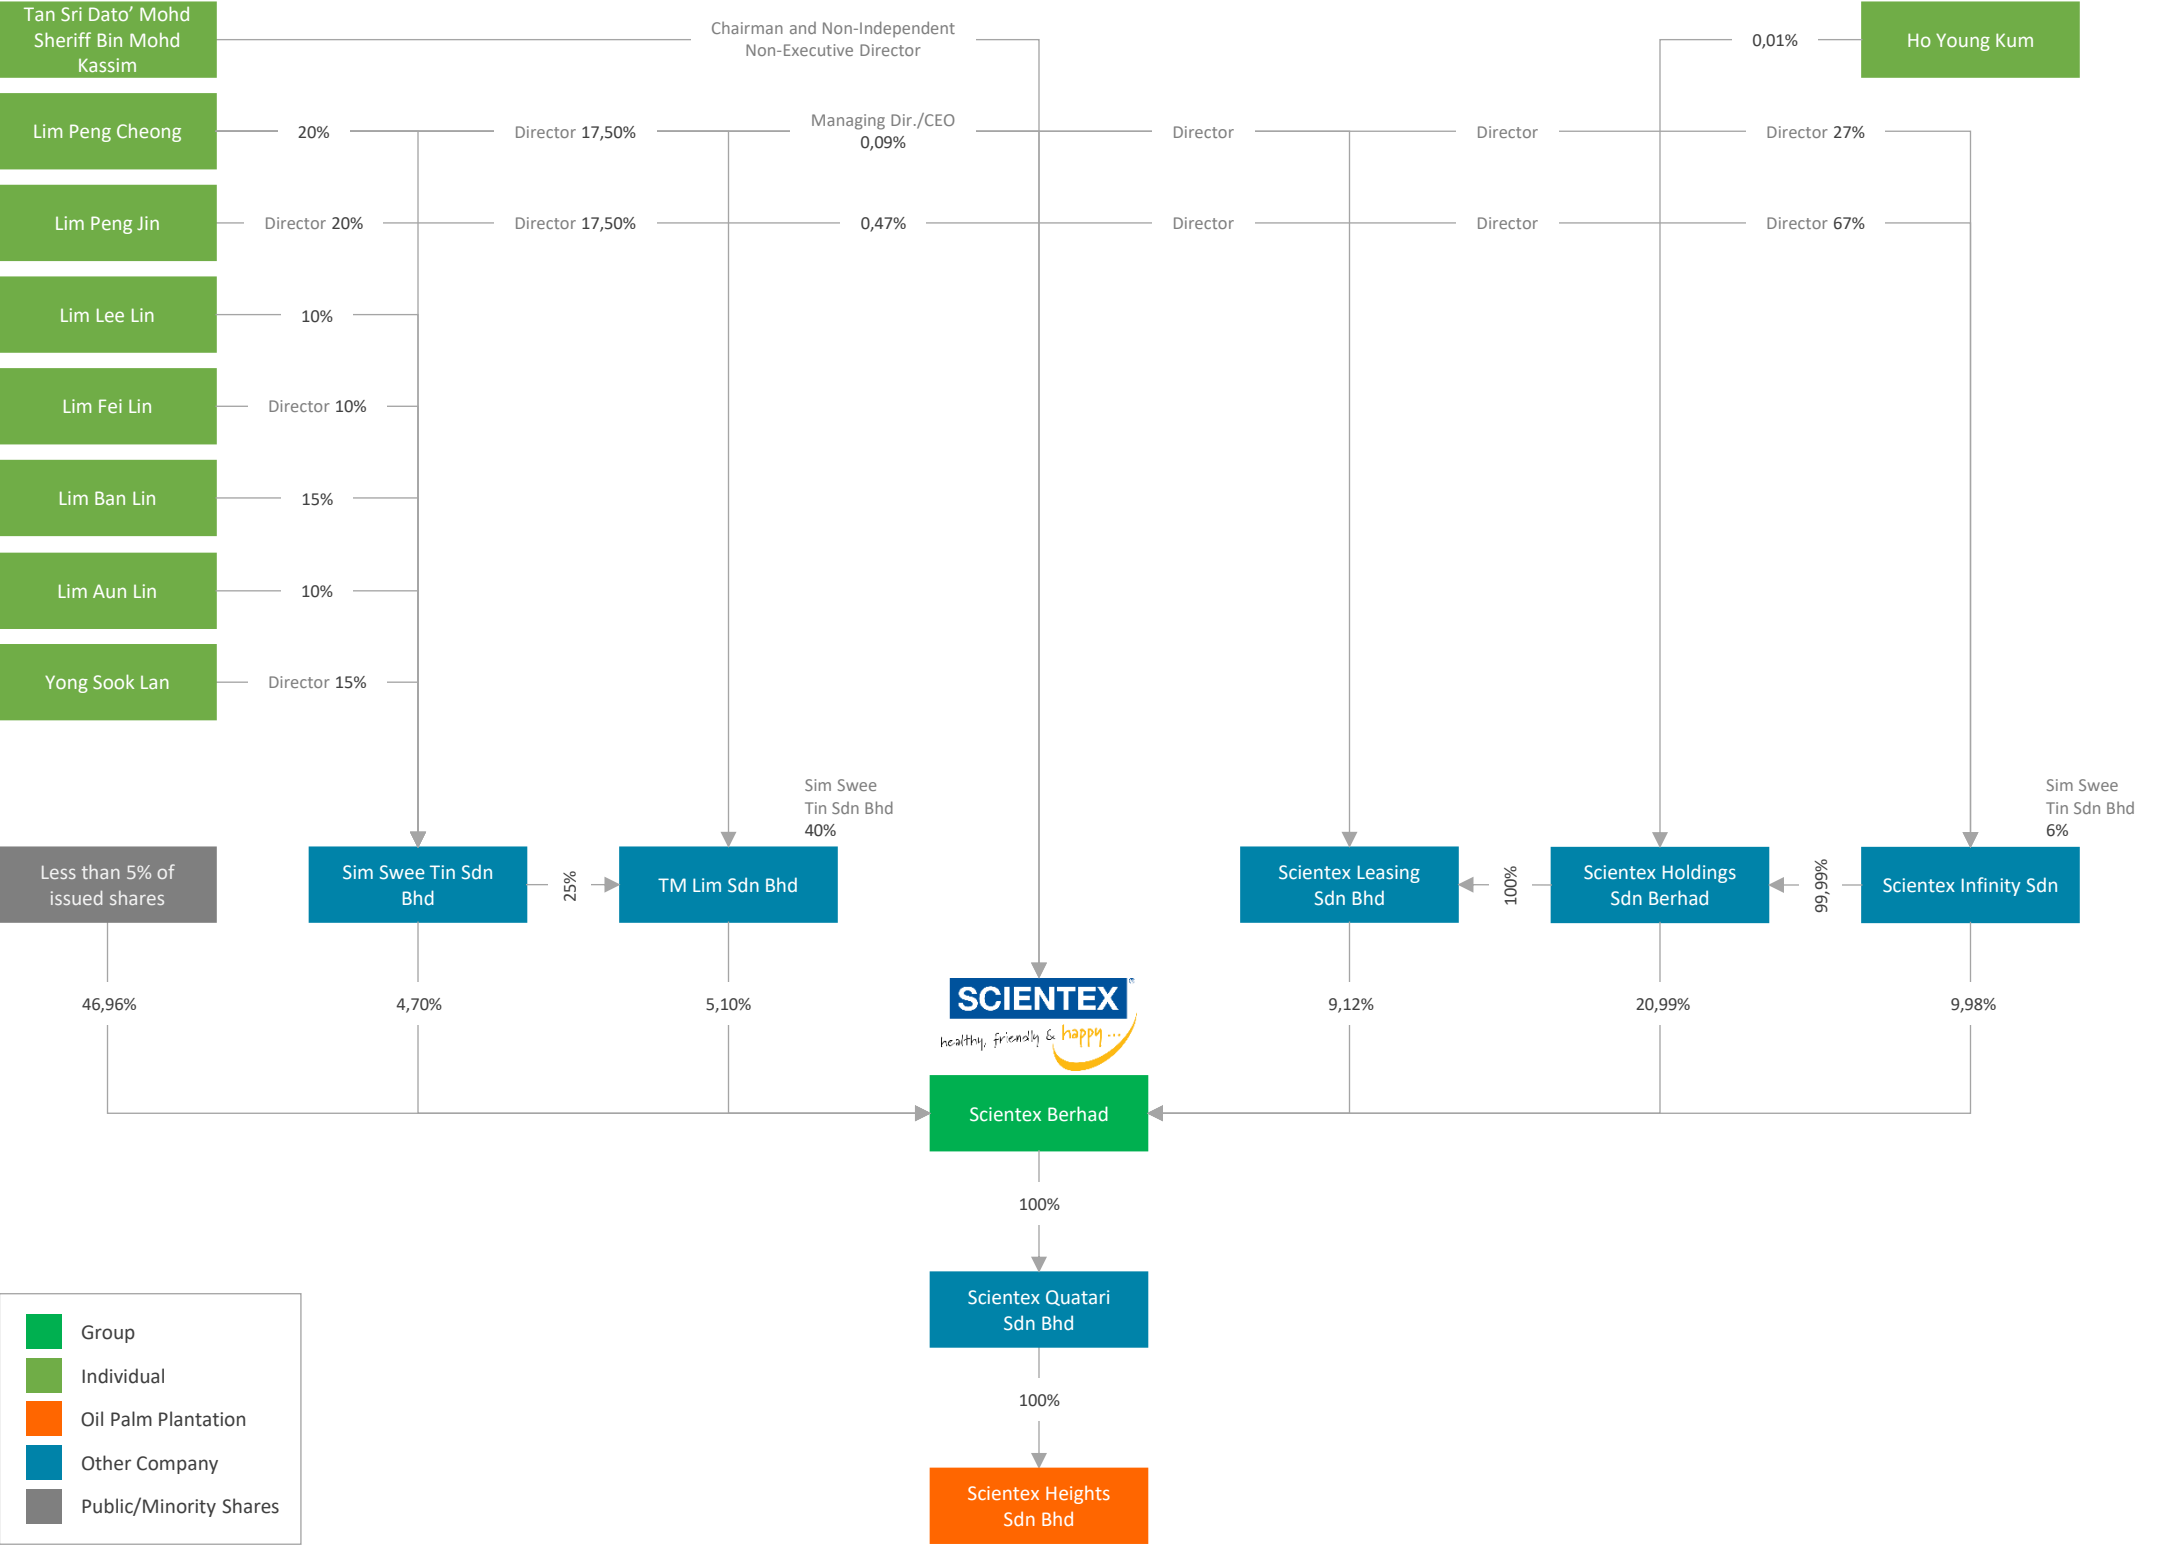 Tan Sri Dato’ Mohd
Sheriff Bin Mohd
Kassim
Chairman and Non-Independent
Non-Executive Director
0,01%
Ho Young Kum
Lim Peng Cheong
20%
Director 17,50%
Managing Dir./CEO
0,09%
Director
Director
Director 27%
Lim Peng Jin
Director 20%
Director 17,50%
0,47%
Director
Director
Director 67%
Lim Lee Lin
10%
Lim Fei Lin
Director 10%
Lim Ban Lin
15%
Lim Aun Lin
10%
Yong Sook Lan
Director 15%
Sim Swee
Tin Sdn Bhd
40%
Sim Swee
Tin Sdn Bhd
6%
Less than 5% of
issued shares
Sim Swee Tin Sdn
Bhd
25%
TM Lim Sdn Bhd
Scientex Leasing
Sdn Bhd
100%
Scientex Holdings
Sdn Berhad
99,99%
Scientex Infinity Sdn
46,96%
4,70%
5,10%
SCIENTEX
healthy, friendly & happy ...
9,12%
20,99%
9,98%
Scientex Berhad
100%
Scientex Quatari
Sdn Bhd
100%
Scientex Heights
Sdn Bhd
Group
Individual
Oil Palm Plantation
Other Company
Public/Minority Shares